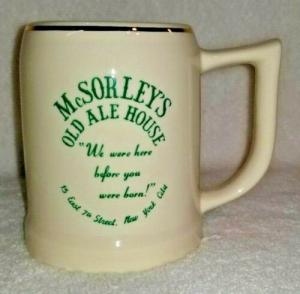 McSORLEY'S
OLD ALE HOUSE
"We were here
before you
were born!"
15 East 7th Street, New York City